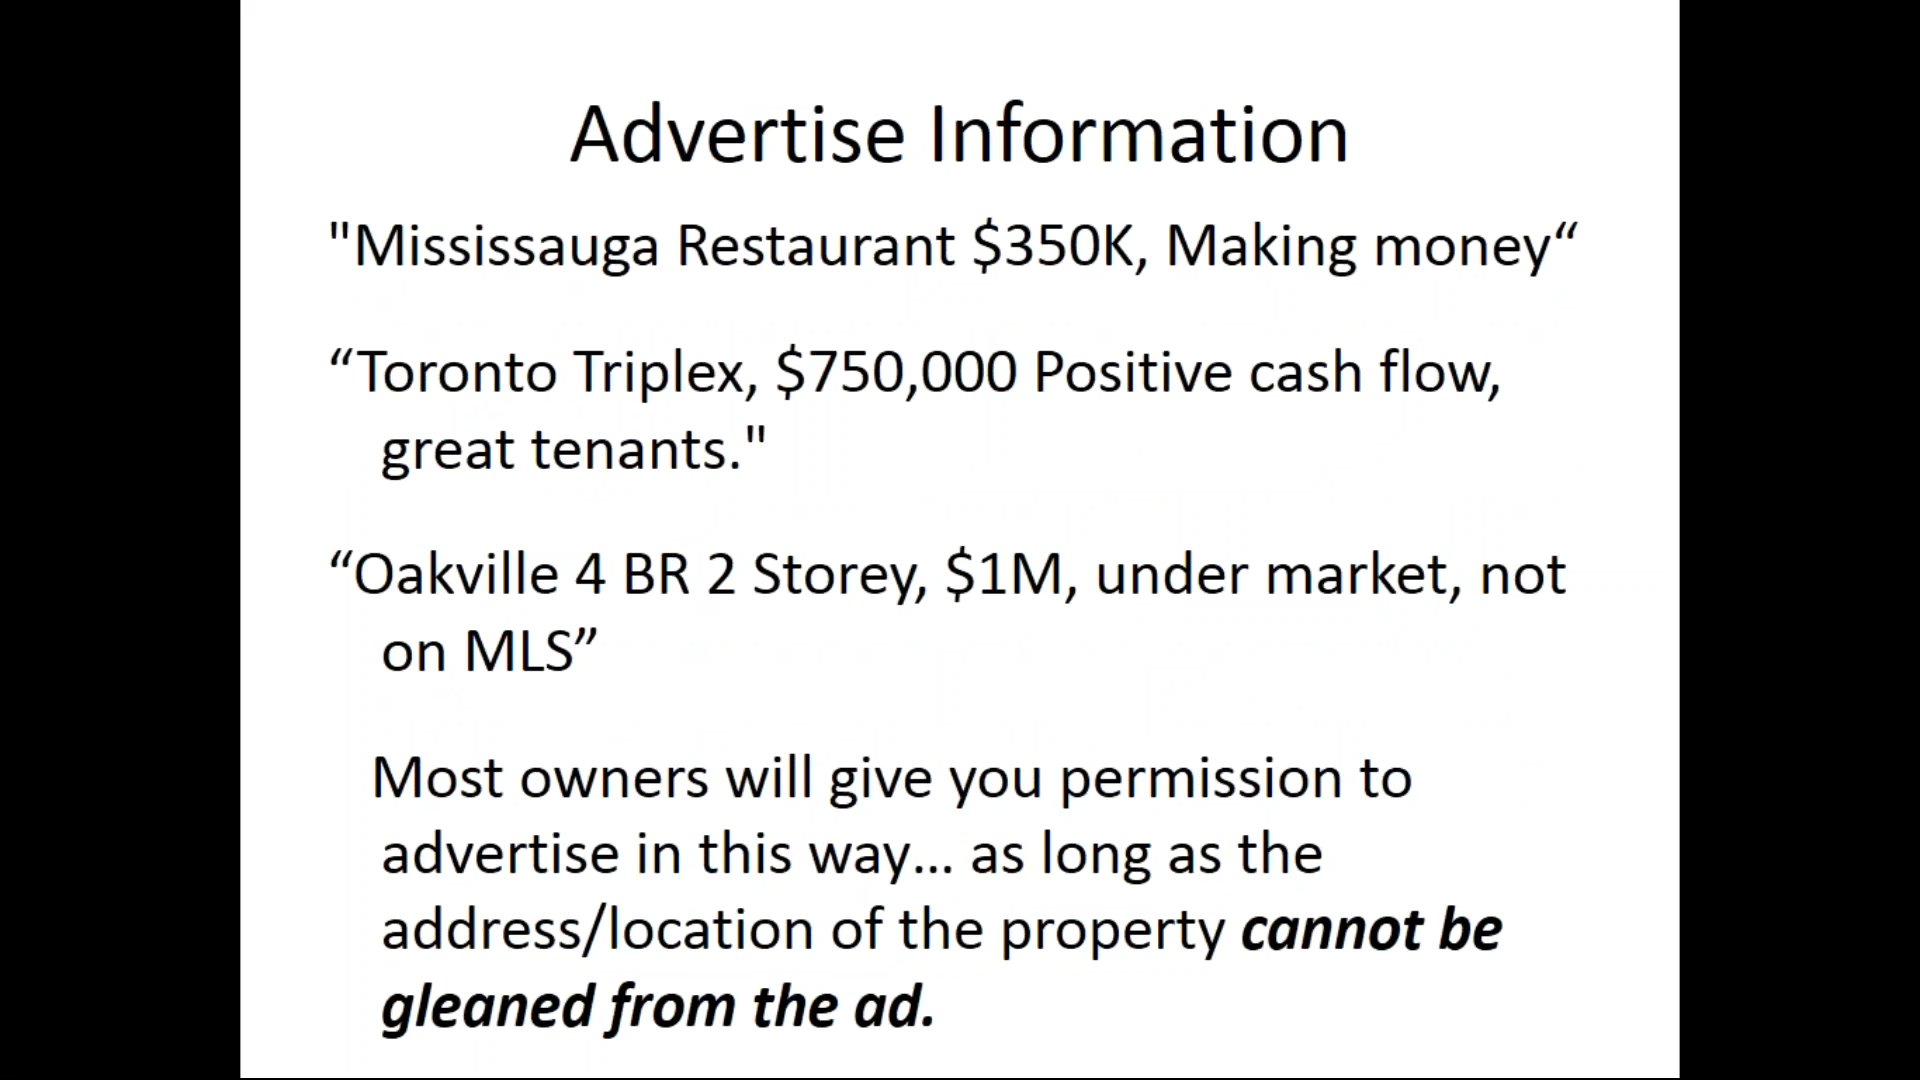 Advertise Information
"Mississauga Restaurant $350K, Making money“
“Toronto Triplex, $750,000 Positive cash flow,
great tenants."
“Oakville 4 BR 2 Storey, $1M, under market, not
on MLS”
Most owners will give you permission to
advertise in this way… as long as the
address/location of the property cannot be
gleaned from the ad.